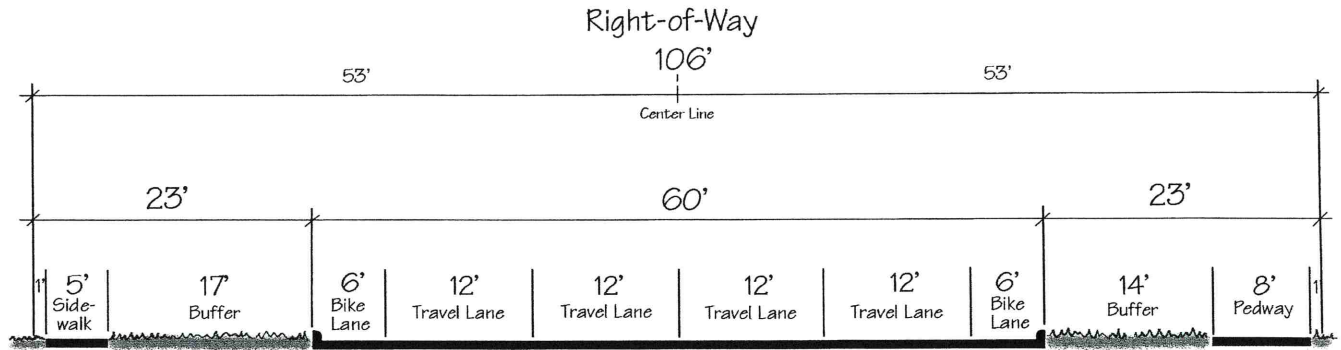 Right-of-Way
106’
53’
53’
Center Line
23’
60’
23’
1’
5’
Side-
walk
17’
Buffer
6’
Bike
Lane
12’
Travel Lane
12’
Travel Lane
12’
Travel Lane
12’
Travel Lane
6’
Bike
Lane
14’
Buffer
8’
Pedway
1’